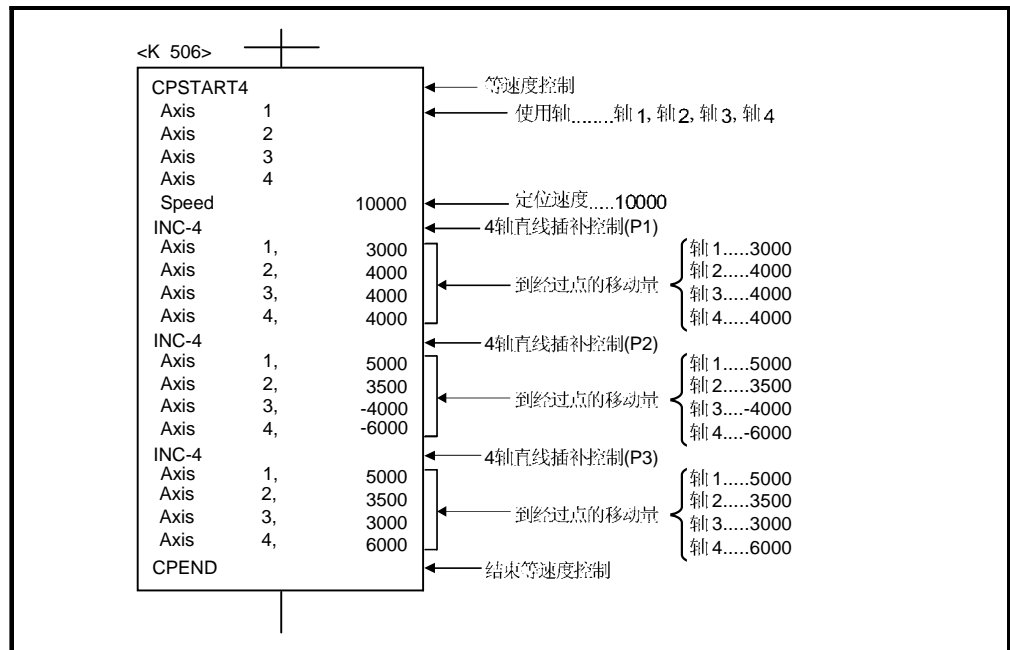 <K 506>
CPSTART4 等速度控制
Axis 1 使用轴........轴1, 轴2, 轴3, 轴4
Axis 2
Axis 3
Axis 4
Speed 10000 定位速度.....10000
INC-4 4轴直线插补控制(P1)
Axis 1, 3000 轴1.....3000
Axis 2, 4000 轴2.....4000
到经过点的移动量
Axis 3, 4000 轴3.....4000
Axis 4, 4000 轴4.....4000
INC-4 4轴直线插补控制(P2)
Axis 1, 5000 轴1.....5000
Axis 2, 3500 轴2.....3500
到经过点的移动量
Axis 3, -4000 轴3....-4000
Axis 4, -6000 轴4....-6000
INC-4 4轴直线插补控制(P3)
Axis 1, 5000 轴1.....5000
Axis 2, 3500 轴2.....3500
到经过点的移动量
Axis 3, 3000 轴3.....3000
Axis 4, 6000 轴4.....6000
CPEND 结束等速度控制